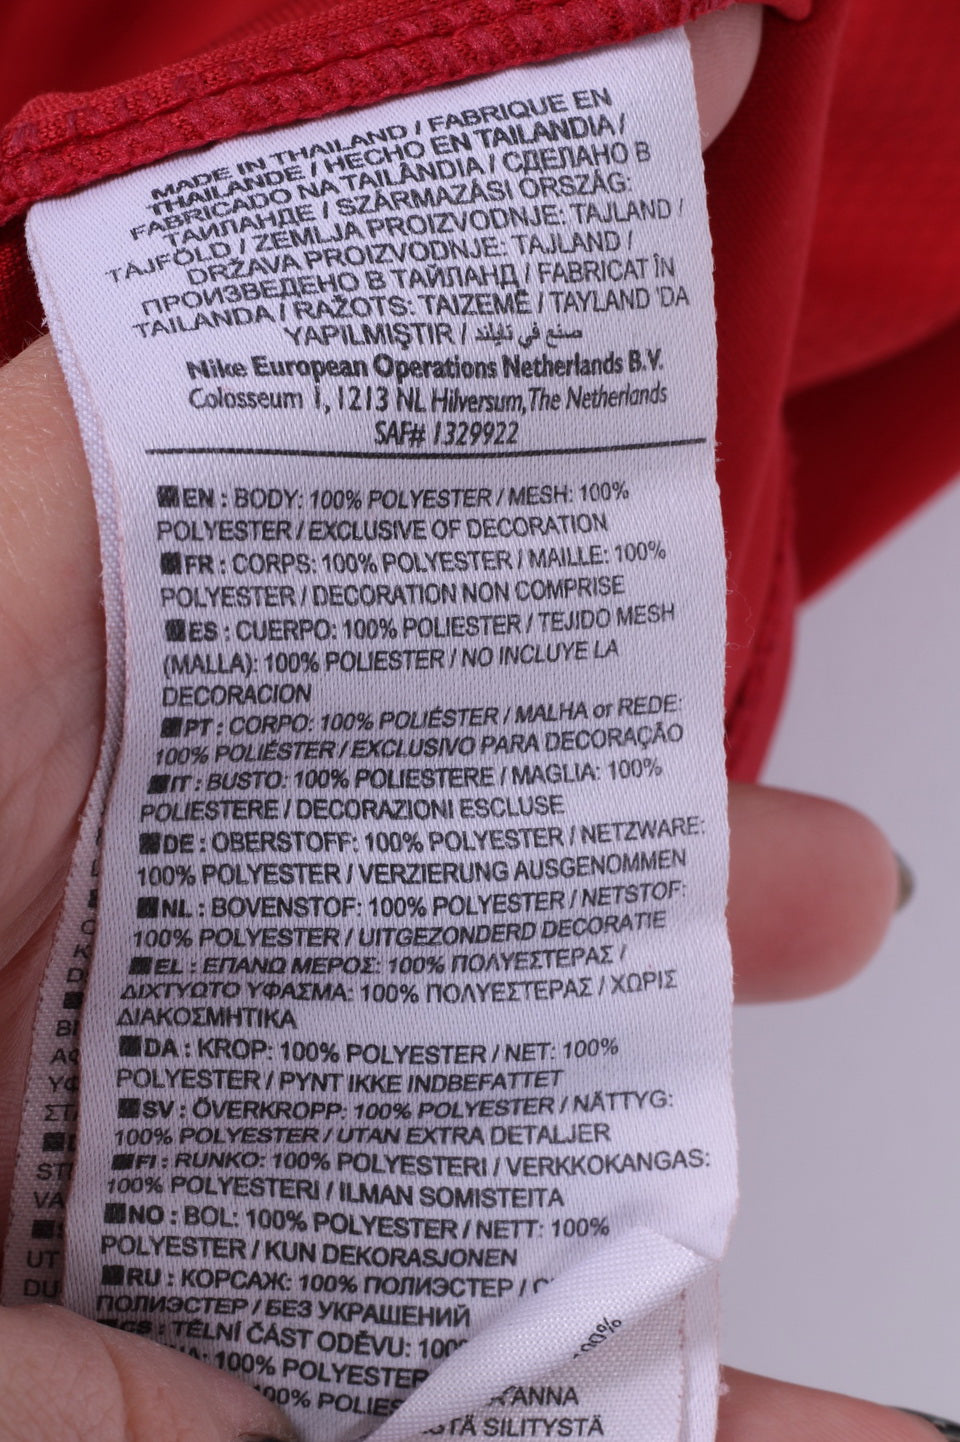 MADE IN THAILAND / FABRIQUE EN
THAILANDE / HECHO EN TAILANDIA /
FABRICADO NA TAILÂNDIA / СДЕЛАНО В
ТАИЛАНДЕ / SZÁRMAZÁSI ORSZÁG:
TAJFÖLD / ZEMLJA PROIZVODNJE: TAJLAND /
DRŽAVA PROIZVODNJE: TAJLAND /
ПРОИЗВЕДЕНО В ТАЙЛАНД / FABRICAT ÎN
TAILANDA / RAŽOTS: TAIZEMĒ / TAYLAND 'DA
YAPILMIŞTIR / صنع في تايلند
Nike European Operations Netherlands B.V.
Colosseum 1, 1213 NL Hilversum, The Netherlands
SAF# 1329922
EN : BODY: 100% POLYESTER / MESH: 100%
POLYESTER / EXCLUSIVE OF DECORATION
FR : CORPS: 100% POLYESTER / MAILLE: 100%
POLYESTER / DECORATION NON COMPRISE
ES : CUERPO: 100% POLIESTER / TEJIDO MESH
(MALLA): 100% POLIESTER / NO INCLUYE LA
DECORACION
PT : CORPO: 100% POLIÉSTER / MALHA or REDE:
100% POLIÉSTER / EXCLUSIVO PARA DECORAÇÃO
IT : BUSTO: 100% POLIESTERE / MAGLIA: 100%
POLIESTERE / DECORAZIONI ESCLUSE
DE : OBERSTOFF: 100% POLYESTER / NETZWARE:
100% POLYESTER / VERZIERUNG AUSGENOMMEN
NL : BOVENSTOF: 100% POLYESTER / NETSTOF:
100% POLYESTER / UITGEZONDERD DECORATIE
EL : ΕΠΑΝΩ ΜΕΡΟΣ: 100% ΠΟΛΥΕΣΤΕΡΑΣ /
ΔΙΧΤΥΩΤΟ ΥΦΑΣΜΑ: 100% ΠΟΛΥΕΣΤΕΡΑΣ / ΧΩΡΙΣ
ΔΙΑΚΟΣΜΗΤΙΚΑ
DA : KROP: 100% POLYESTER / NET: 100%
POLYESTER / PYNT IKKE INDBEFATTET
SV : ÖVERKROPP: 100% POLYESTER / NÄTTYG:
100% POLYESTER / UTAN EXTRA DETALJER
FI : RUNKO: 100% POLYESTERI / VERKKOKANGAS:
100% POLYESTERI / ILMAN SOMISTEITA
NO : BOL: 100% POLYESTER / NETT: 100%
POLYESTER / KUN DEKORASJONEN
RU : КОРСАЖ: 100% ПОЛИЭСТЕР /
ПОЛИЭСТЕР / БЕЗ УКРАШЕНИЙ
CS : TĚLNÍ ČÁST ODĚVU:
100% POLYESTER
100%
SILITYSTÄ